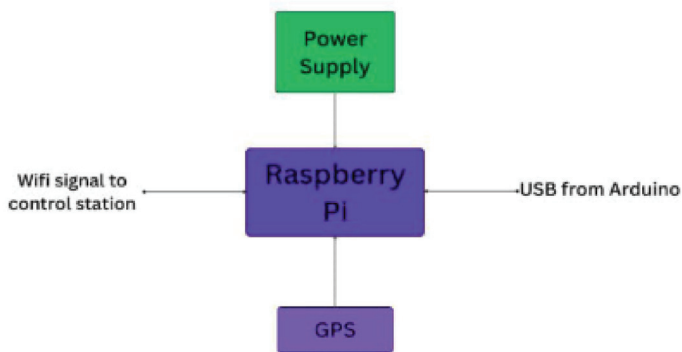 Power
Supply
Wifi signal to
control station
Raspberry
Pi
USB from Arduino
GPS